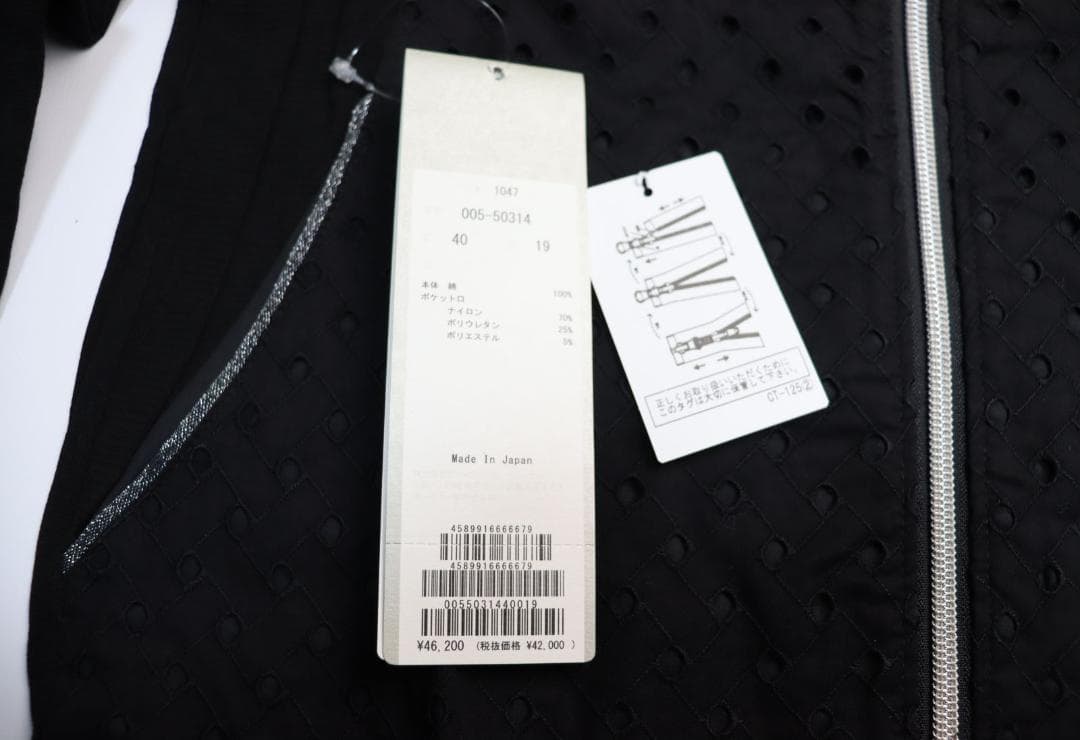 1047
005-50314
40 19
本体 綿 100%
ポケット口
ナイロン 70%
ポリウレタン 25%
ポリエステル 5%
Made In Japan
4589916666679
4589916666679
0055031440019
¥46,200 (税抜価格 ¥42,000 )
正しくお取り扱いいただくために
このタグは大切に保管して下さい。
CT-125(2)